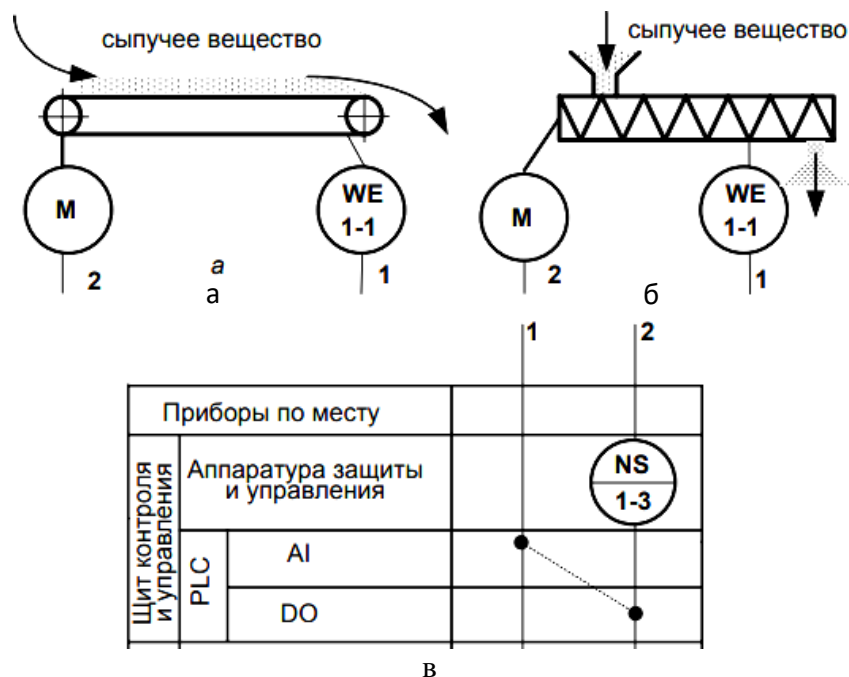 сыпучее вещество
M
WE
1-1
2
a
а
1
сыпучее вещество
M
WE
1-1
2
б
1
1
2
Приборы по месту
Щит контроля
и управления
Аппаратура защиты
и управления
NS
1-3
PLC
AI
DO
в